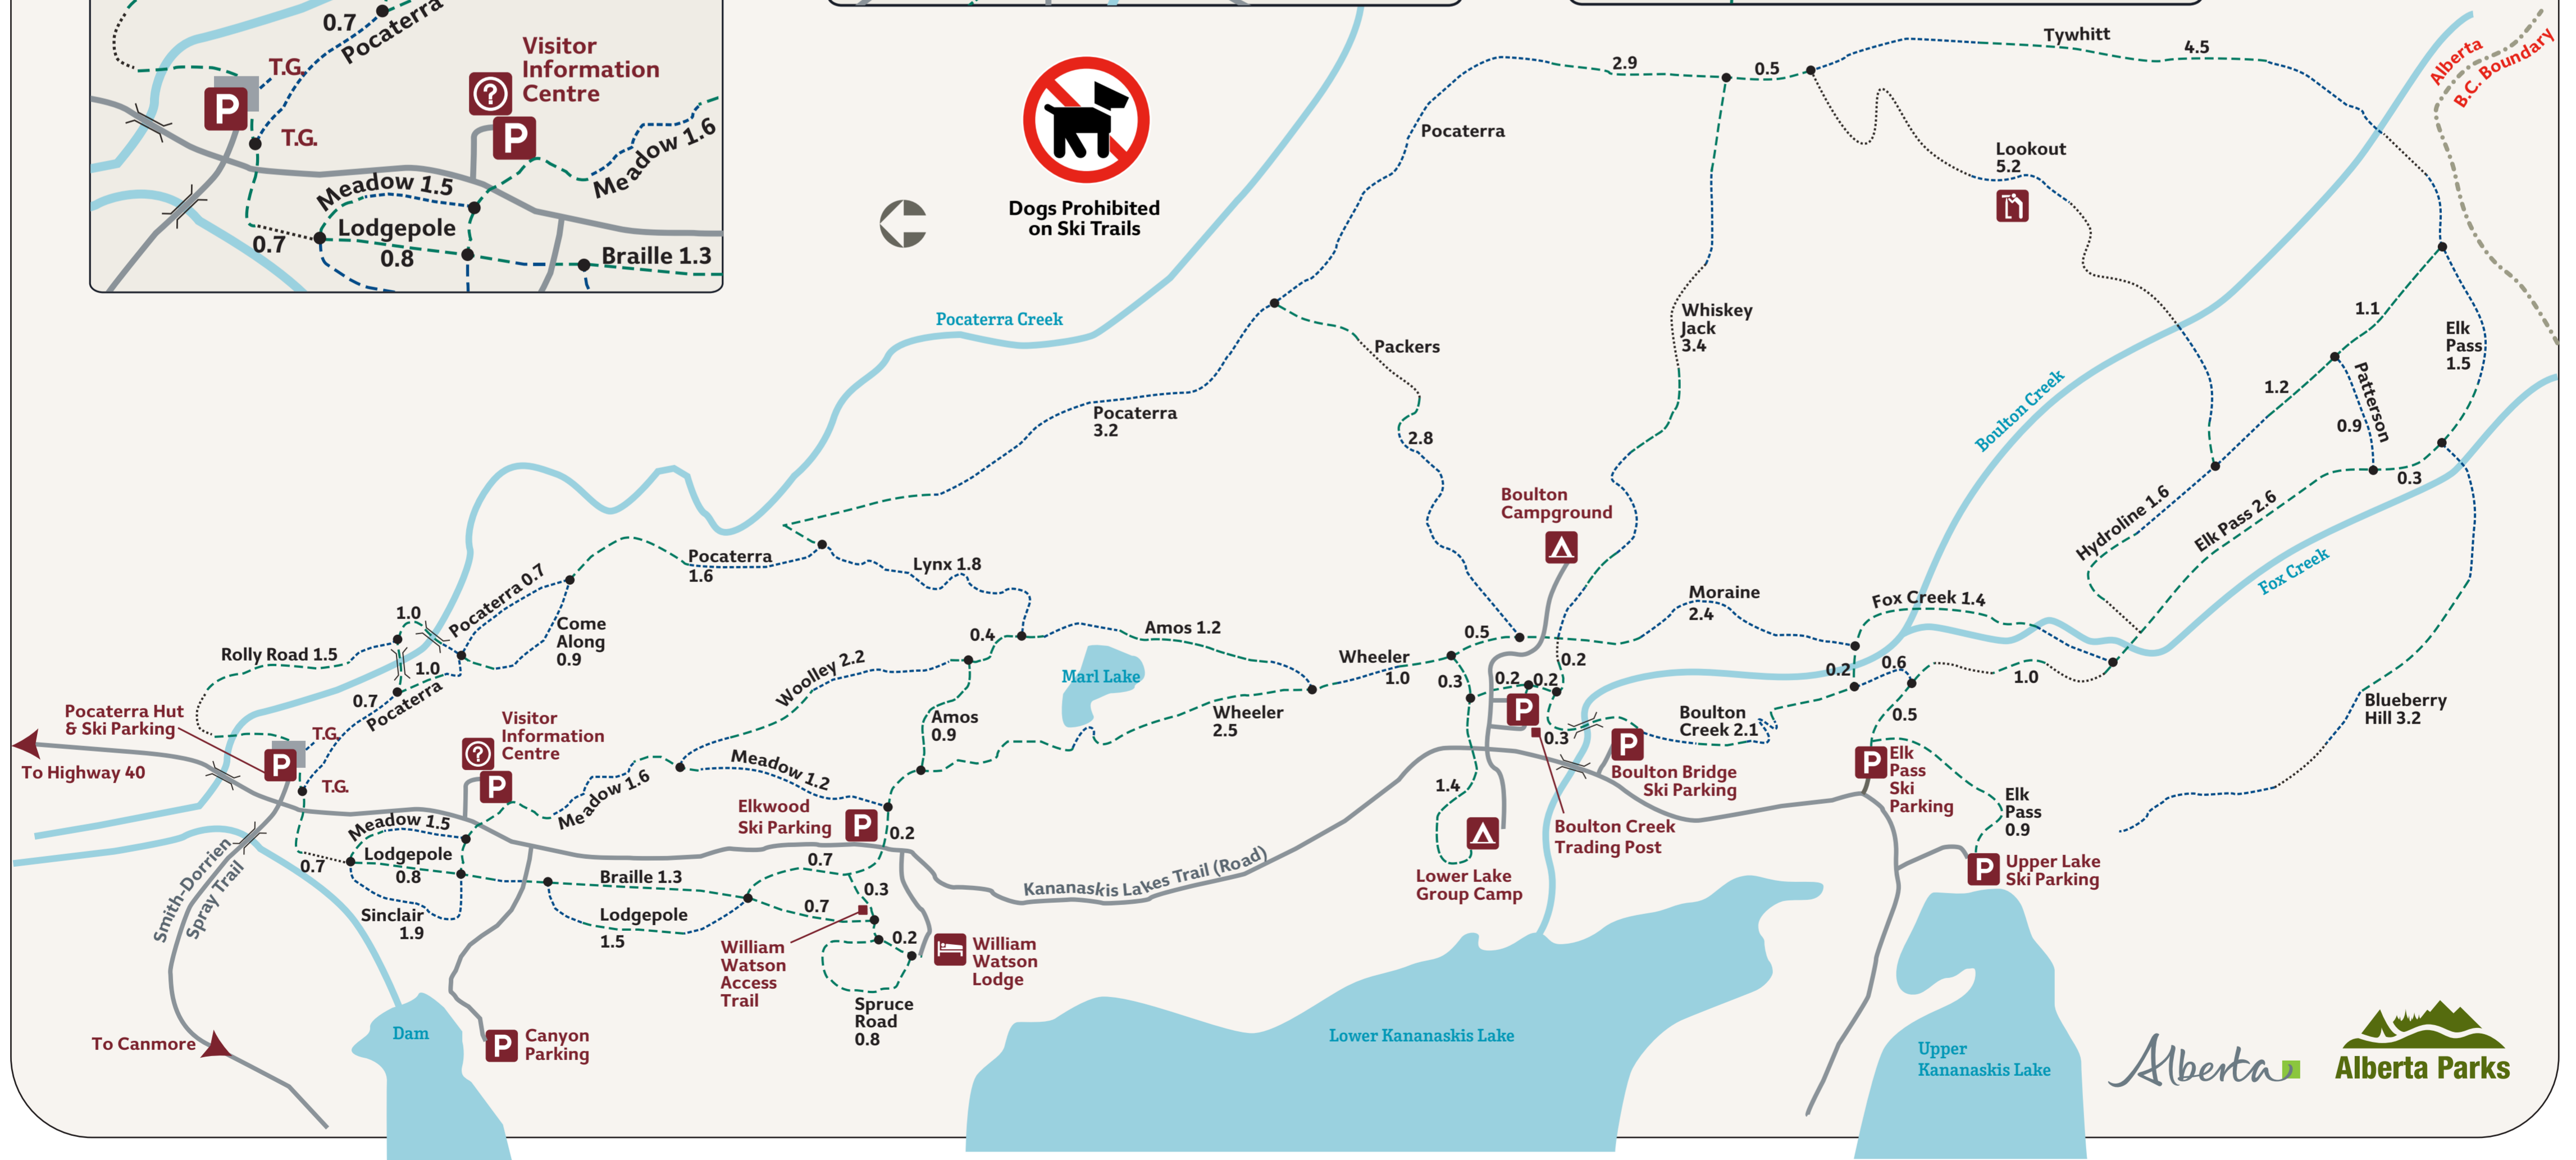 0.7
Pocaterra
T.G.
P
T.G.
?
Visitor
Information
Centre
P
Meadow 1.6
Meadow 1.5
Lodgepole
0.8
0.7
Braille 1.3
Dogs Prohibited
on Ski Trails
Pocaterra Creek
2.9
0.5
Tywhitt
4.5
Alberta
B.C. Boundary
Pocaterra
Lookout
5.2
Whiskey
Jack
3.4
Packers
2.8
Pocaterra
3.2
1.1
Elk
Pass
1.5
1.2
Patterson
0.9
0.3
Boulton Creek
Hydroline 1.6
Elk Pass 2.6
Fox Creek
Boulton
Campground
Pocaterra
1.6
Lynx 1.8
Pocaterra 0.7
1.0
Come
Along
0.9
Rolly Road 1.5
1.0
0.7
Pocaterra
0.4
Amos 1.2
Woolley 2.2
Marl Lake
Wheeler
1.0
0.5
0.3
0.2
0.2
0.2
Moraine
2.4
Fox Creek 1.4
0.2
0.6
1.0
Pocaterra Hut
& Ski Parking
P
T.G.
T.G.
To Highway 40
?
Visitor
Information
Centre
P
Meadow 1.6
Meadow 1.2
Amos
0.9
Wheeler
2.5
P
0.3
Boulton
Creek 2.1
0.5
Blueberry
Hill 3.2
P
Boulton Bridge
Ski Parking
P
Elk
Pass
Ski
Parking
Elk
Pass
0.9
Elkwood
Ski Parking
P
0.2
1.4
Boulton Creek
Trading Post
Meadow 1.5
Lodgepole
0.8
0.7
Sinclair
1.9
Braille 1.3
0.7
0.3
0.7
Lodgepole
1.5
Kananaskis Lakes Trail (Road)
Lower Lake
Group Camp
P
Upper Lake
Ski Parking
Smith-Dorrien
Spray Trail
William
Watson
Access
Trail
0.2
William
Watson
Lodge
Spruce
Road
0.8
To Canmore
Dam
P
Canyon
Parking
Lower Kananaskis Lake
Upper
Kananaskis Lake
Alberta
Alberta Parks